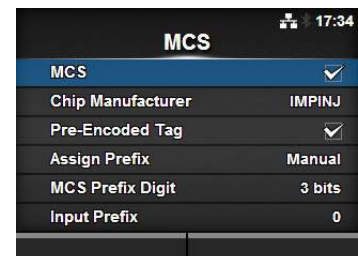 17:34
MCS
MCS
Chip Manufacturer IMPINJ
Pre-Encoded Tag
Assign Prefix Manual
MCS Prefix Digit 3 bits
Input Prefix 0